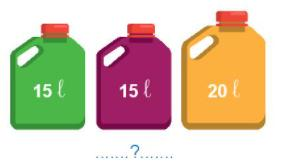 15 ℓ 15 ℓ 20 ℓ
.......?.......